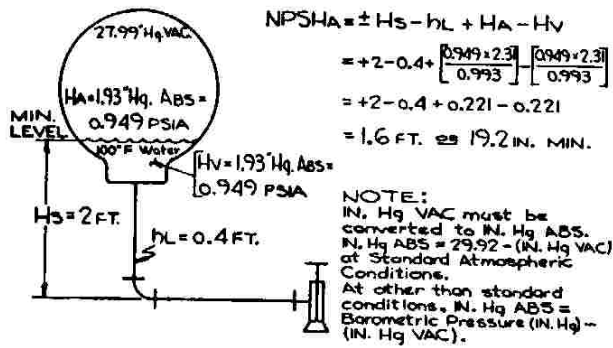 27.99" Hg. VAC
HA=1.93" Hg. ABS =
0.949 PSIA
MIN.
LEVEL
100°F Water
HV=1.93" Hg. ABS=
0.949 PSIA
HS=2 FT.
hL=0.4 FT.
NPSHA = ± HS - hL + HA - HV
= +2-0.4+[0.949×2.31/0.993]-[0.949×2.31/0.993]
= +2-0.4+0.221-0.221
= 1.6 FT. OR 19.2 IN. MIN.
NOTE:
IN. Hg VAC must be
converted to IN. Hg ABS.
IN. Hg ABS = 29.92-(IN. Hg VAC)
at Standard Atmospheric
Conditions.
At other than standard
conditions, IN. Hg ABS =
Barometric Pressure (IN. Hg)-
(IN. Hg VAC).